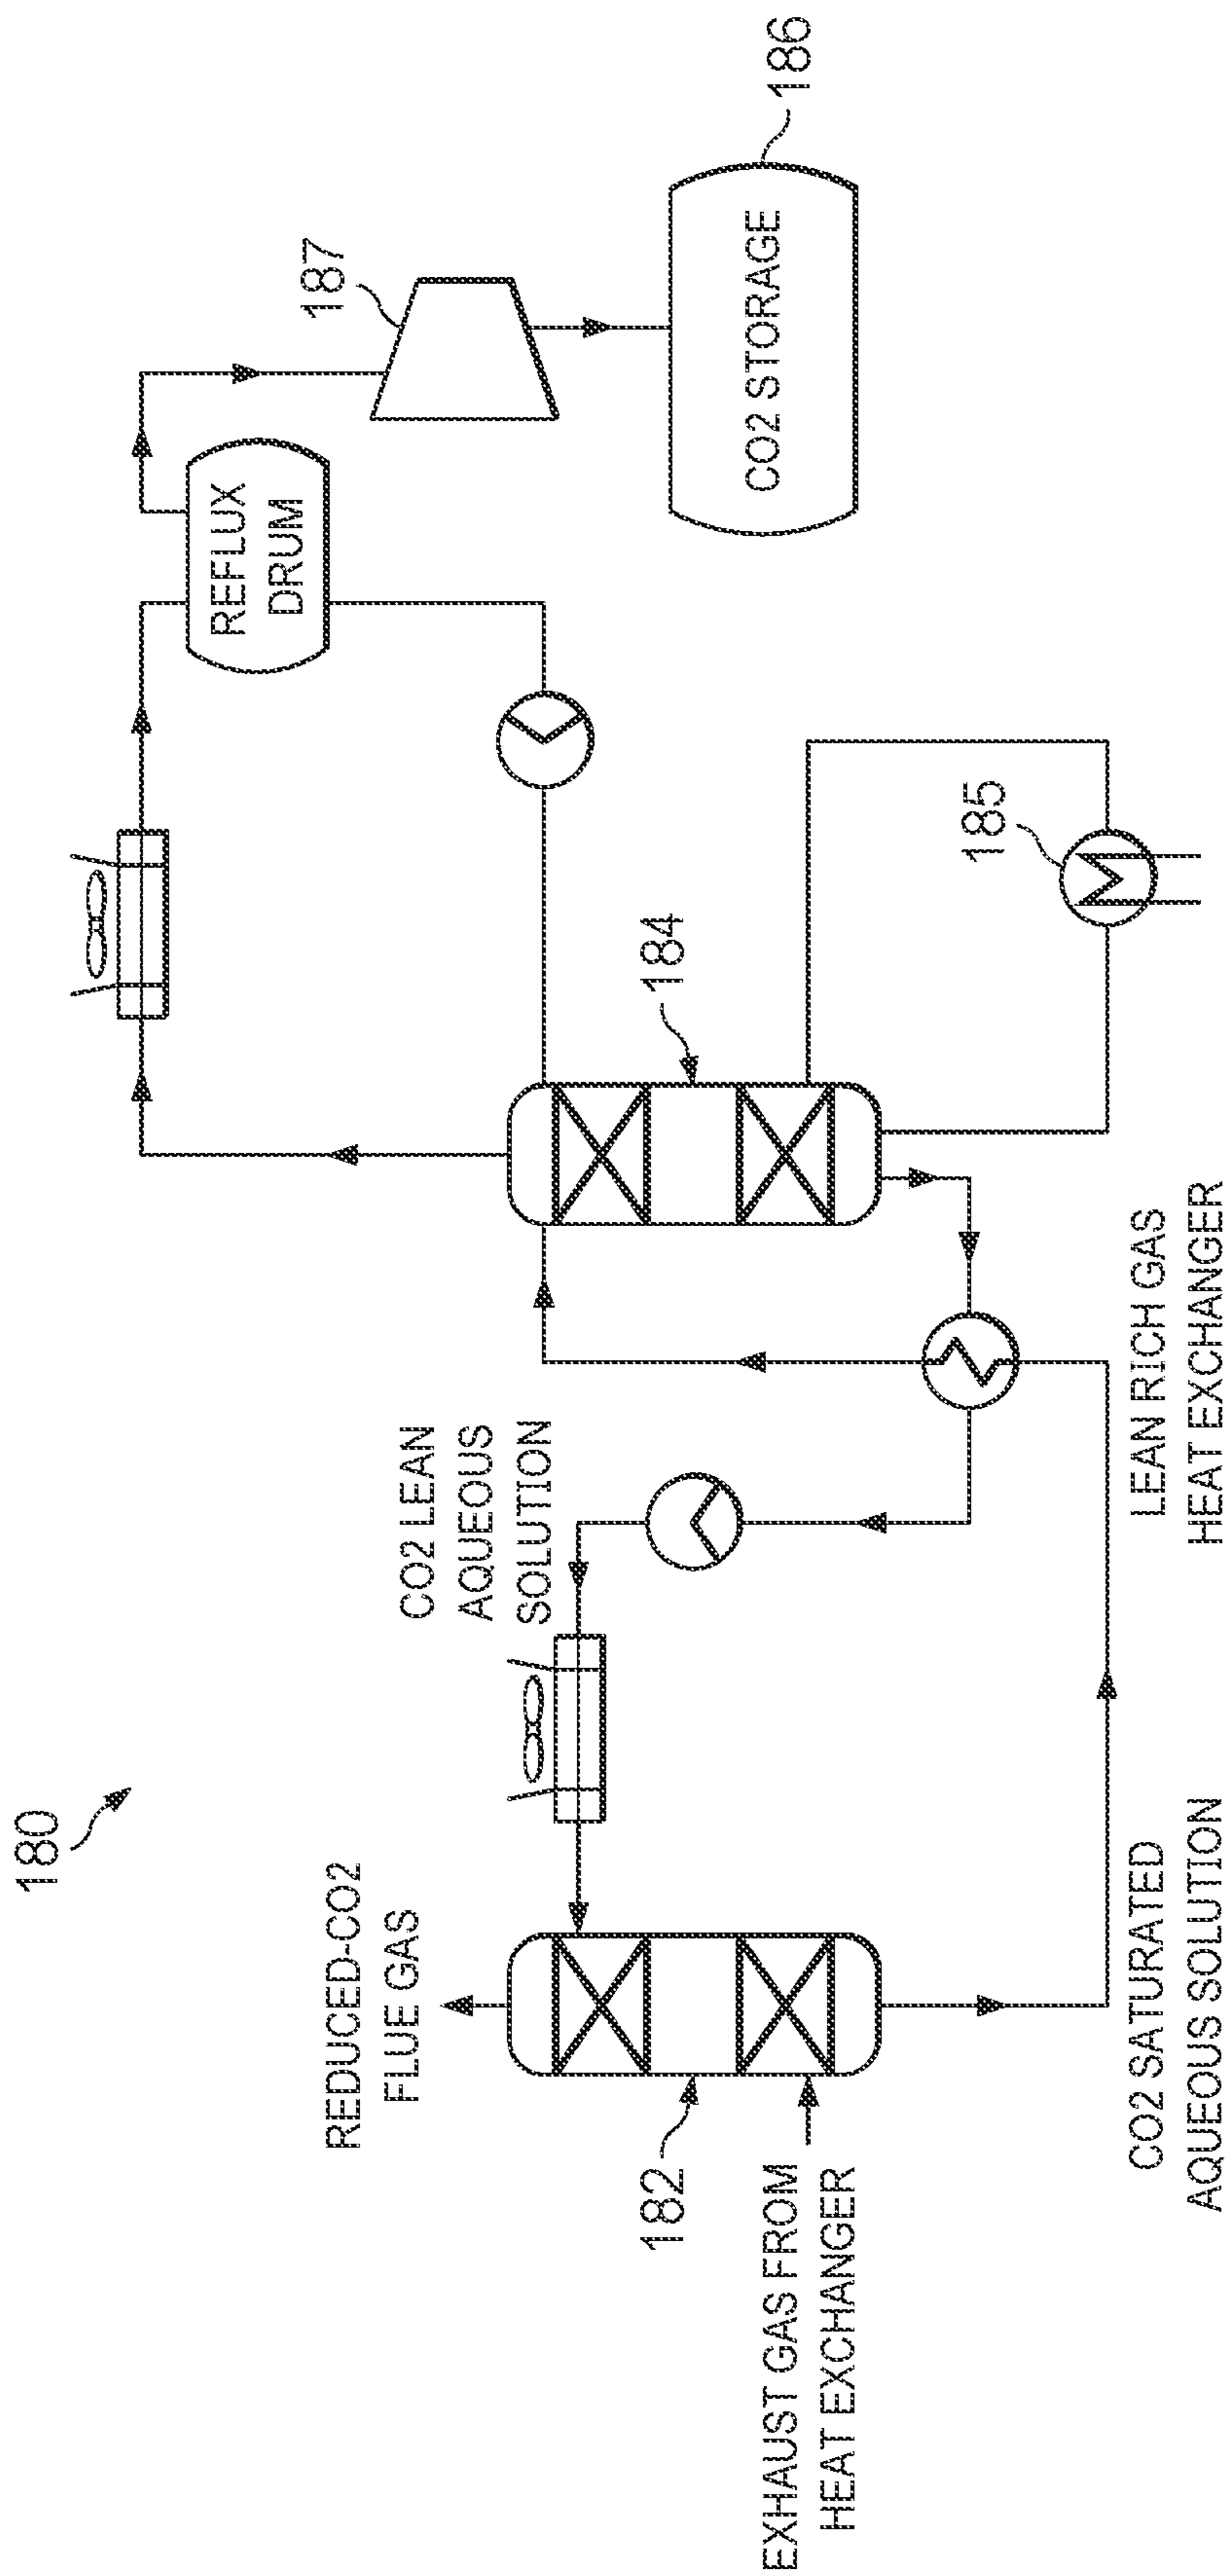 180
REDUCED-CO2
FLUE GAS
182
EXHAUST GAS FROM
HEAT EXCHANGER
CO2 SATURATED
AQUEOUS SOLUTION
CO2 LEAN
AQUEOUS
SOLUTION
LEAN RICH GAS
HEAT EXCHANGER
184
185
REFLUX
DRUM
187
CO2 STORAGE
186